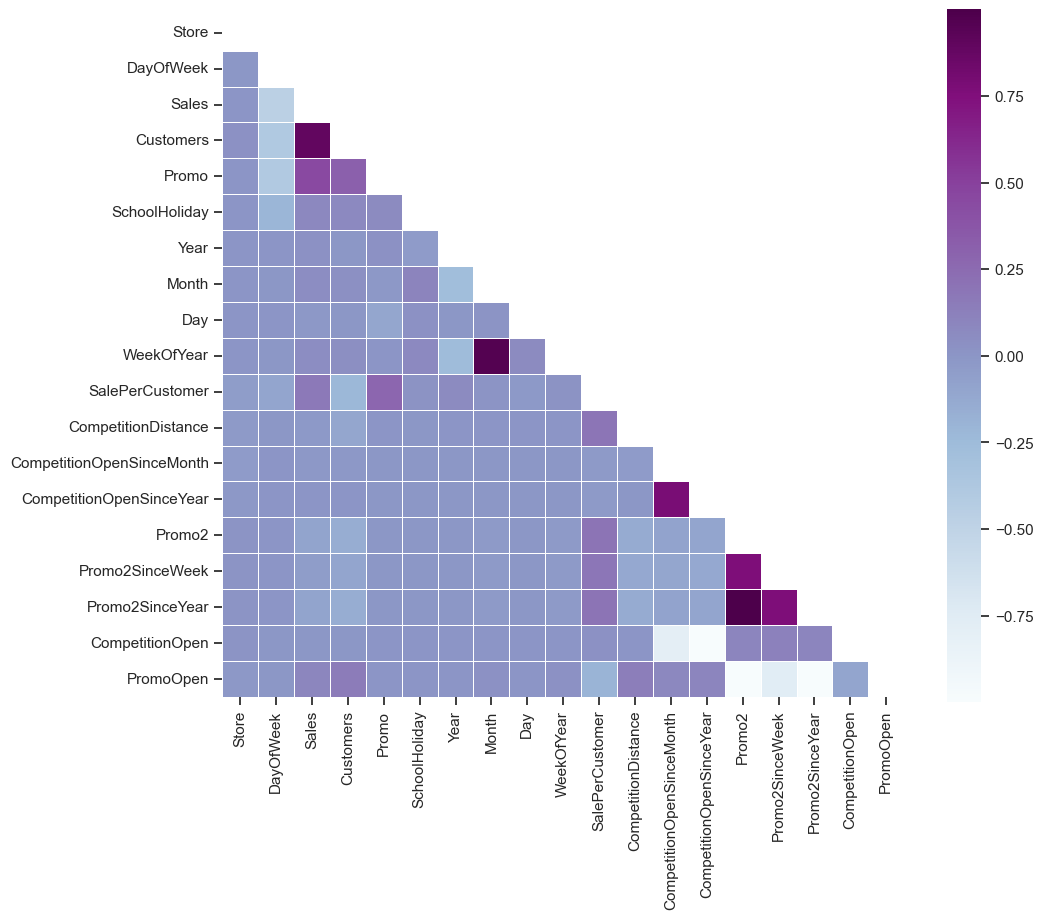 Store
DayOfWeek
Sales
Customers
Promo
SchoolHoliday
Year
Month
Day
WeekOfYear
SalePerCustomer
CompetitionDistance
CompetitionOpenSinceMonth
CompetitionOpenSinceYear
Promo2
Promo2SinceWeek
Promo2SinceYear
CompetitionOpen
PromoOpen
Store
DayOfWeek
Sales
Customers
Promo
SchoolHoliday
Year
Month
Day
WeekOfYear
SalePerCustomer
CompetitionDistance
CompetitionOpenSinceMonth
CompetitionOpenSinceYear
Promo2
Promo2SinceWeek
Promo2SinceYear
CompetitionOpen
PromoOpen
0.75
0.50
0.25
0.00
−0.25
−0.50
−0.75